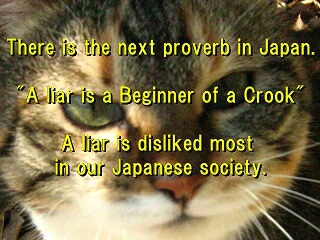 There is the next proverb in Japan.
"A liar is a Beginner of a Crook"
A liar is disliked most
in our Japanese society.